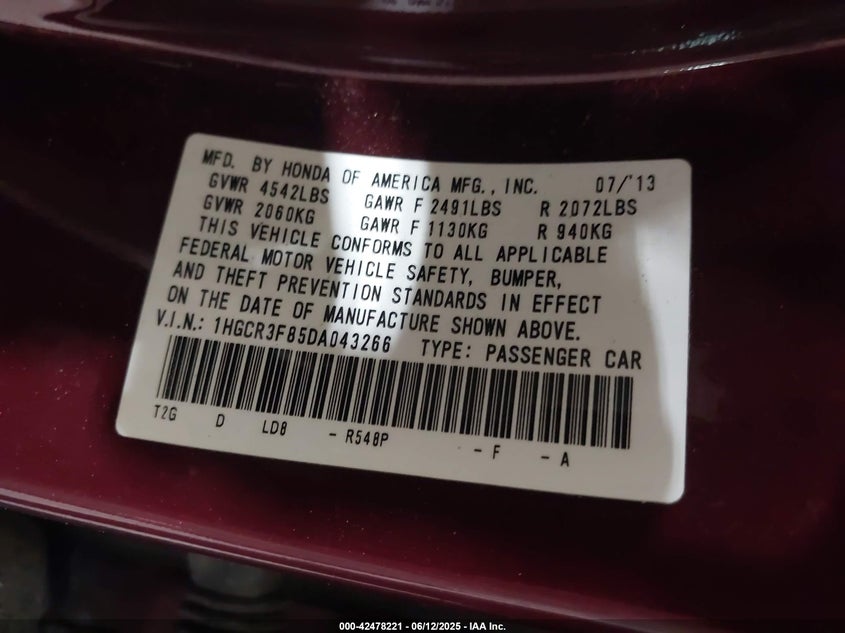 MFD. BY HONDA OF AMERICA MFG., INC. 07/'13
GVWR 4542LBS GAWR F 2491LBS R 2072LBS
GVWR 2060KG GAWR F 1130KG R 940KG
THIS VEHICLE CONFORMS TO ALL APPLICABLE
FEDERAL MOTOR VEHICLE SAFETY, BUMPER,
AND THEFT PREVENTION STANDARDS IN EFFECT
ON THE DATE OF MANUFACTURE SHOWN ABOVE.
V.I.N.: 1HGCR3F85DA043266 TYPE: PASSENGER CAR
T2G D LD8 - R548P - F - A
000-42478221 - 06/12/2025 - IAA Inc.